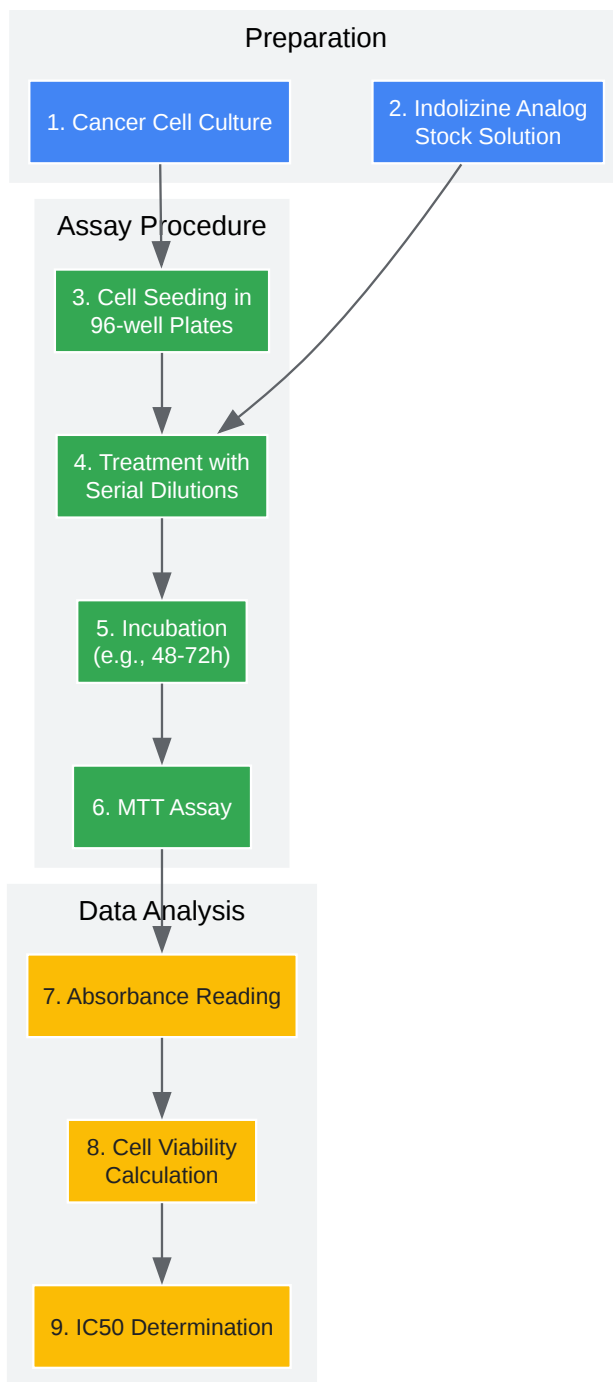 Preparation
1. Cancer Cell Culture
2. Indolizine Analog
Stock Solution
Assay Procedure
3. Cell Seeding in
96-well Plates
4. Treatment with
Serial Dilutions
5. Incubation
(e.g., 48-72h)
6. MTT Assay
Data Analysis
7. Absorbance Reading
8. Cell Viability
Calculation
9. IC50 Determination